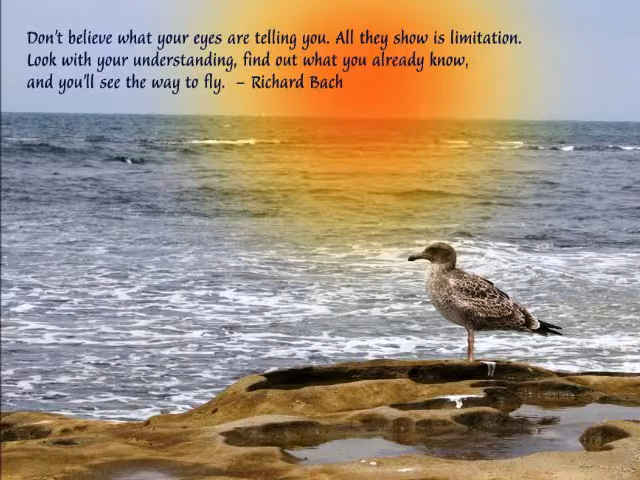 Don't believe what your eyes are telling you. All they show is limitation.
Look with your understanding, find out what you already know,
and you'll see the way to fly. – Richard Bach